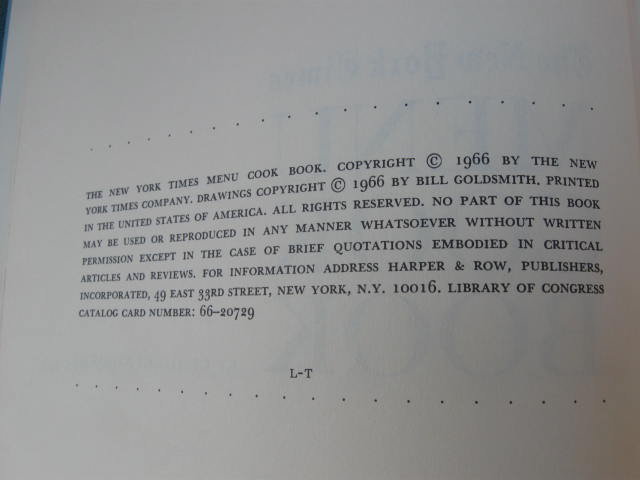 THE NEW YORK TIMES MENU COOK BOOK. COPYRIGHT © 1966 BY THE NEW
YORK TIMES COMPANY. DRAWINGS COPYRIGHT © 1966 BY BILL GOLDSMITH. PRINTED
IN THE UNITED STATES OF AMERICA. ALL RIGHTS RESERVED. NO PART OF THIS BOOK
MAY BE USED OR REPRODUCED IN ANY MANNER WHATSOEVER WITHOUT WRITTEN
PERMISSION EXCEPT IN THE CASE OF BRIEF QUOTATIONS EMBODIED IN CRITICAL
ARTICLES AND REVIEWS. FOR INFORMATION ADDRESS HARPER & ROW, PUBLISHERS,
INCORPORATED, 49 EAST 33RD STREET, NEW YORK, N.Y. 10016. LIBRARY OF CONGRESS
CATALOG CARD NUMBER: 66-20729
L-T